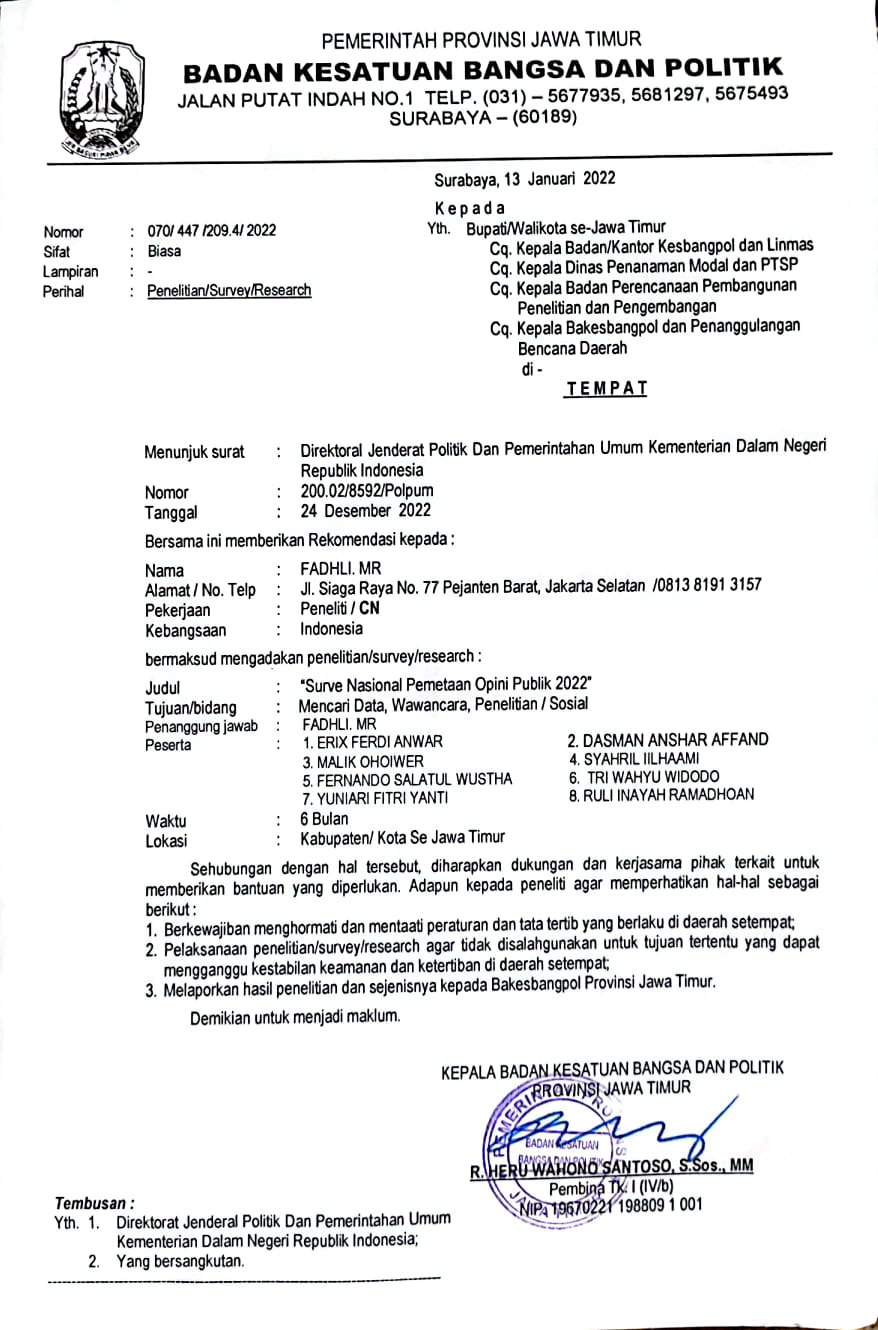 PEMERINTAH PROVINSI JAWA TIMUR
BADAN KESATUAN BANGSA DAN POLITIK
JALAN PUTAT INDAH NO.1 TELP. (031) – 5677935, 5681297, 5675493
SURABAYA – (60189)
Surabaya, 13 Januari 2022
Kepada
Yth. Bupati/Walikota se-Jawa Timur
Cq. Kepala Badan/Kantor Kesbangpol dan Linmas
Cq. Kepala Dinas Penanaman Modal dan PTSP
Cq. Kepala Badan Perencanaan Pembangunan
Penelitian dan Pengembangan
Cq. Kepala Bakesbangpol dan Penanggulangan
Bencana Daerah
di -
TEMPAT
Nomor : 070/ 447 /209.4/ 2022
Sifat : Biasa
Lampiran : -
Perihal : Penelitian/Survey/Research
Menunjuk surat : Direktoral Jenderat Politik Dan Pemerintahan Umum Kementerian Dalam Negeri
Republik Indonesia
Nomor : 200.02/8592/Polpum
Tanggal : 24 Desember 2022
Bersama ini memberikan Rekomendasi kepada :
Nama : FADHLI. MR
Alamat / No. Telp : Jl. Siaga Raya No. 77 Pejanten Barat, Jakarta Selatan /0813 8191 3157
Pekerjaan : Peneliti / CN
Kebangsaan : Indonesia
bermaksud mengadakan penelitian/survey/research :
Judul : "Surve Nasional Pemetaan Opini Publik 2022"
Tujuan/bidang : Mencari Data, Wawancara, Penelitian / Sosial
Penanggung jawab : FADHLI. MR
Peserta : 1. ERIX FERDI ANWAR 2. DASMAN ANSHAR AFFAND
3. MALIK OHOIWER 4. SYAHRIL IILHAAMI
5. FERNANDO SALATUL WUSTHA 6. TRI WAHYU WIDODO
7. YUNIARI FITRI YANTI 8. RULI INAYAH RAMADHOAN
Waktu : 6 Bulan
Lokasi : Kabupaten/ Kota Se Jawa Timur
Sehubungan dengan hal tersebut, diharapkan dukungan dan kerjasama pihak terkait untuk
memberikan bantuan yang diperlukan. Adapun kepada peneliti agar memperhatikan hal-hal sebagai
berikut :
1. Berkewajiban menghormati dan mentaati peraturan dan tata tertib yang berlaku di daerah setempat;
2. Pelaksanaan penelitian/survey/research agar tidak disalahgunakan untuk tujuan tertentu yang dapat
mengganggu kestabilan keamanan dan ketertiban di daerah setempat;
3. Melaporkan hasil penelitian dan sejenisnya kepada Bakesbangpol Provinsi Jawa Timur.
Demikian untuk menjadi maklum.
KEPALA BADAN KESATUAN BANGSA DAN POLITIK
PROVINSI JAWA TIMUR
BADAN KESATUAN
BANGSA DAN POLITIK
R. HERU WAHONO SANTOSO, S.Sos., MM
Pembina Tk. I (IV/b)
NIP. 19670221 198809 1 001
Tembusan :
Yth. 1. Direktorat Jenderal Politik Dan Pemerintahan Umum
Kementerian Dalam Negeri Republik Indonesia;
2. Yang bersangkutan.